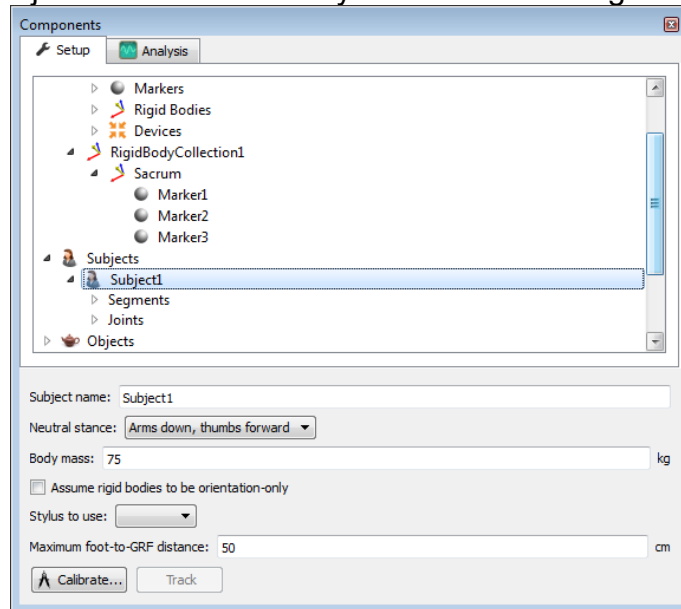 Components
Setup Analysis
Markers
Rigid Bodies
Devices
RigidBodyCollection1
Sacrum
Marker1
Marker2
Marker3
Subjects
Subject1
Segments
Joints
Objects
Subject name: Subject1
Neutral stance: Arms down, thumbs forward
Body mass: 75 kg
Assume rigid bodies to be orientation-only
Stylus to use:
Maximum foot-to-GRF distance: 50 cm
Calibrate... Track